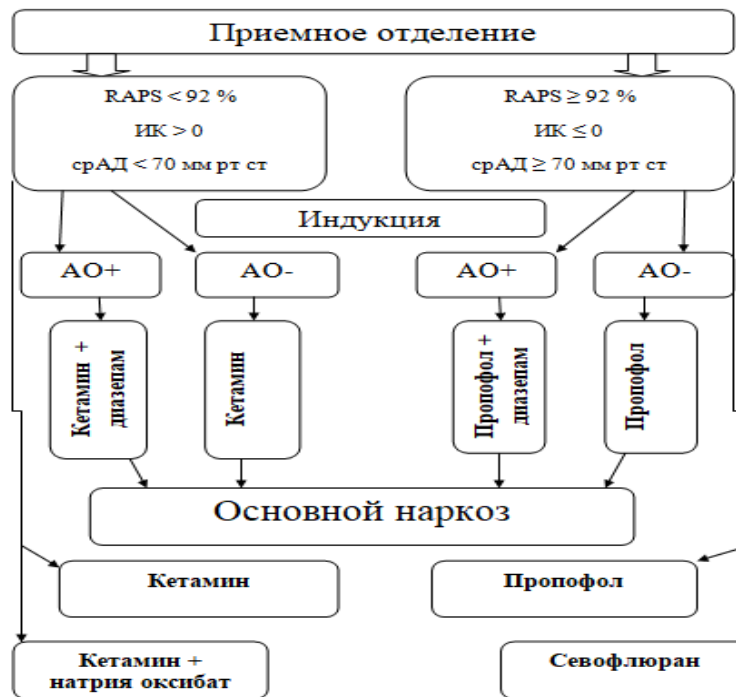 Приемное отделение
RAPS < 92 %
ИК > 0
срАД < 70 мм рт ст
RAPS ≥ 92 %
ИК ≤ 0
срАД ≥ 70 мм рт ст
Индукция
АО+
АО-
АО+
АО-
Кетамин +
диазепам
Кетамин
Пропофол +
диазепам
Пропофол
Основной наркоз
Кетамин
Пропофол
Кетамин +
натрия оксибат
Севофлюран